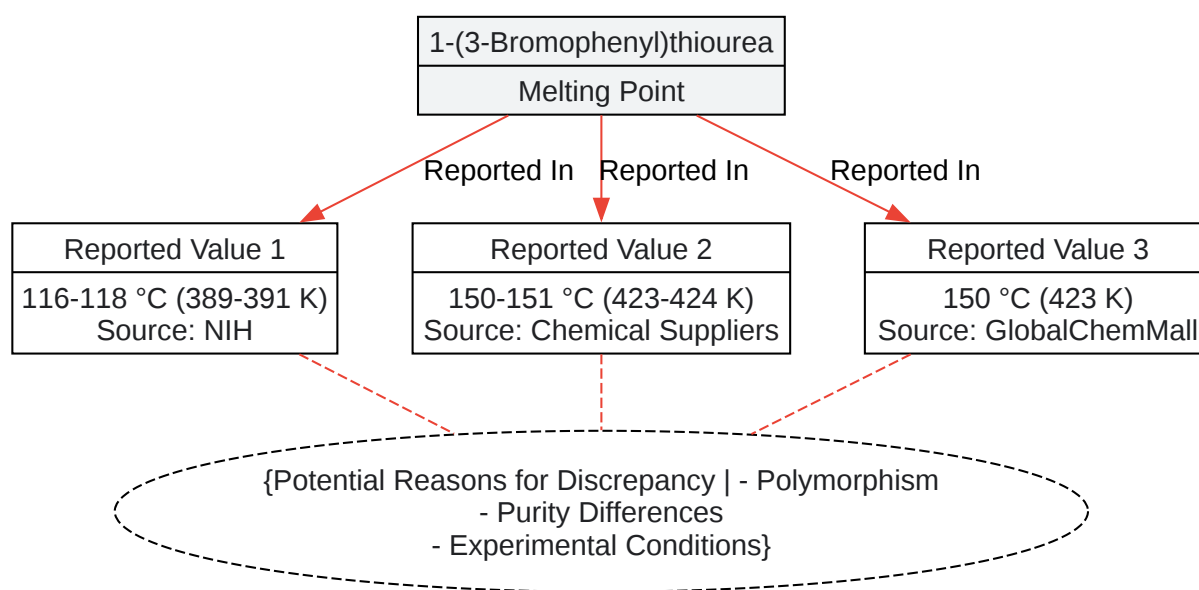 1-(3-Bromophenyl)thiourea
Melting Point
Reported In
Reported In
Reported In
Reported Value 1
116-118 °C (389-391 K)
Source: NIH
Reported Value 2
150-151 °C (423-424 K)
Source: Chemical Suppliers
Reported Value 3
150 °C (423 K)
Source: GlobalChemMall
{Potential Reasons for Discrepancy | - Polymorphism
- Purity Differences
- Experimental Conditions}